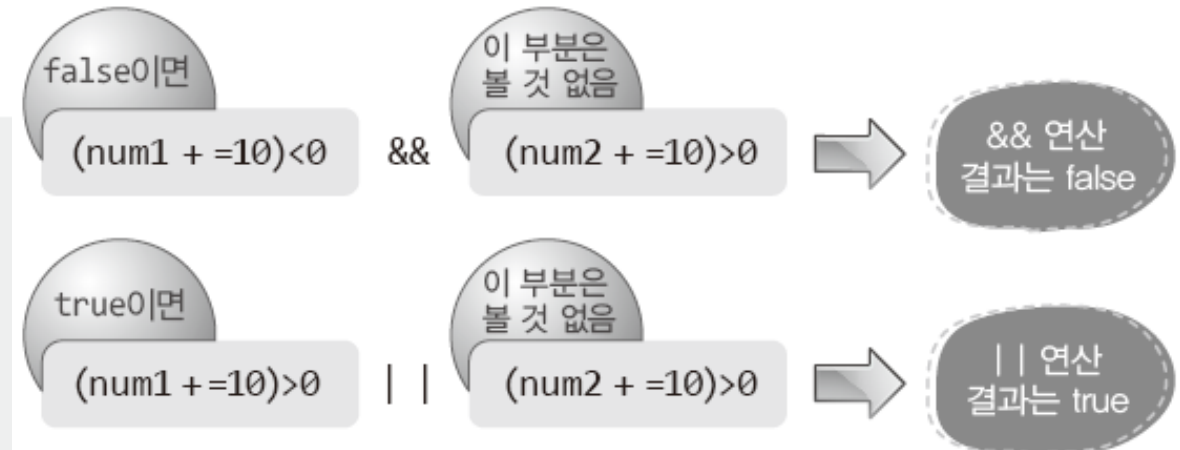 false이면
이 부분은
볼 것 없음
(num1 + =10)<0 && (num2 + =10)>0
&& 연산
결과는 false
true이면
이 부분은
볼 것 없음
(num1 + =10)>0 || (num2 + =10)>0
|| 연산
결과는 true